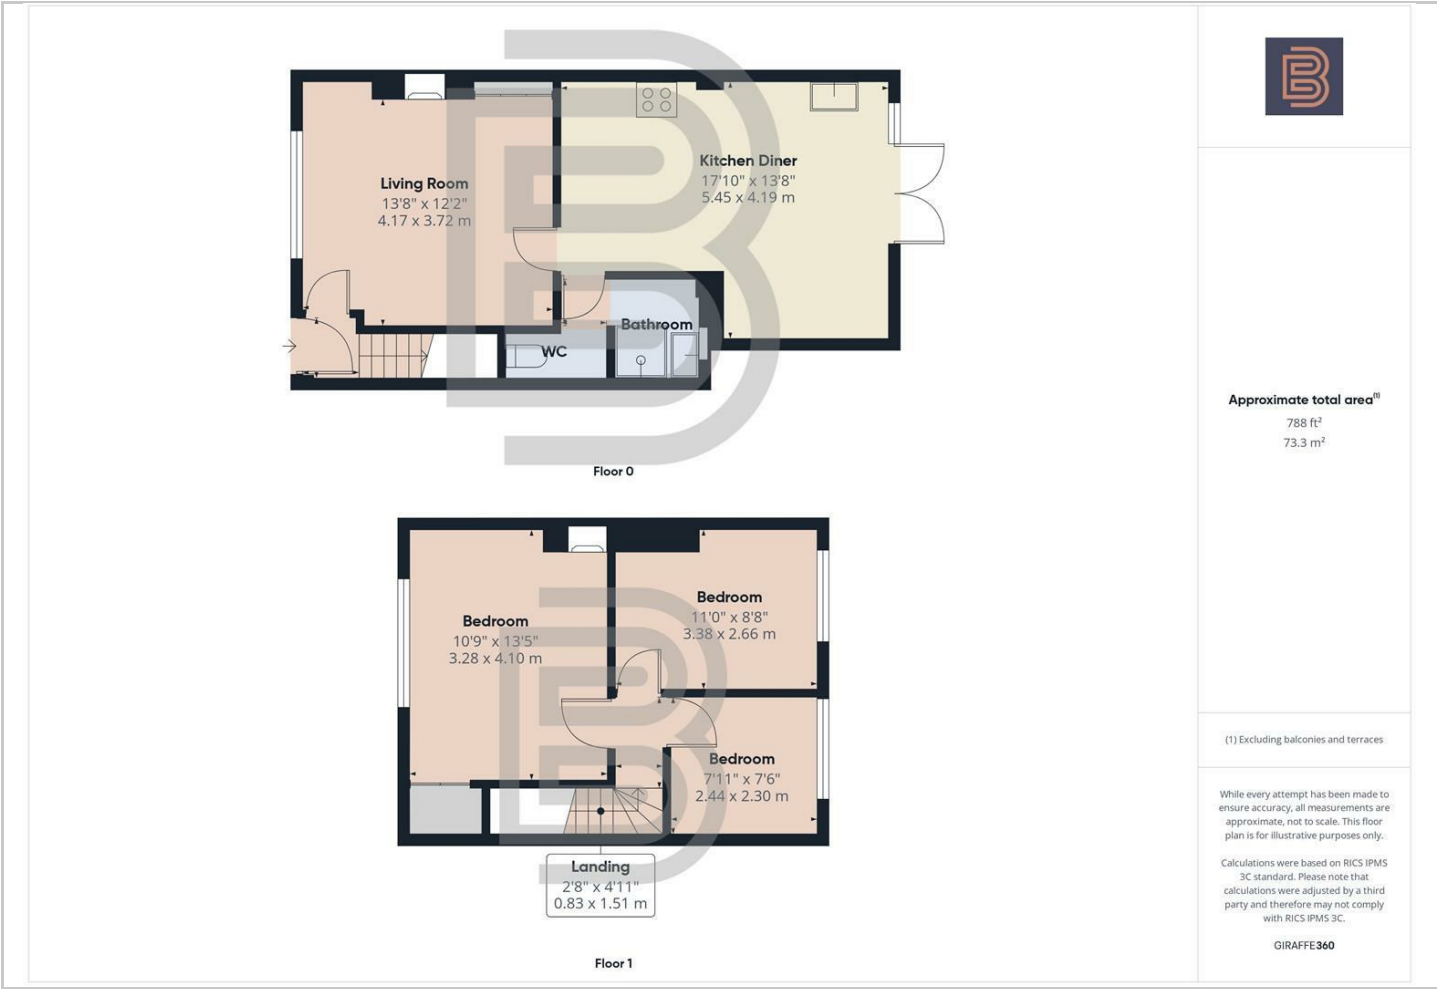 Living Room
13'8" x 12'2"
4.17 x 3.72 m
Kitchen Diner
17'10" x 13'8"
5.45 x 4.19 m
Bathroom
WC
Floor 0
Bedroom
10'9" x 13'5"
3.28 x 4.10 m
Bedroom
11'0" x 8'8"
3.38 x 2.66 m
Bedroom
7'11" x 7'6"
2.44 x 2.30 m
Landing
2'8" x 4'11"
0.83 x 1.51 m
Floor 1
B
Approximate total area(1)
788 ft²
73.3 m²
(1) Excluding balconies and terraces
While every attempt has been made to
ensure accuracy, all measurements are
approximate, not to scale. This floor
plan is for illustrative purposes only.
Calculations were based on RICS IPMS
3C standard. Please note that
calculations were adjusted by a third
party and therefore may not comply
with RICS IPMS 3C.
GIRAFFE360